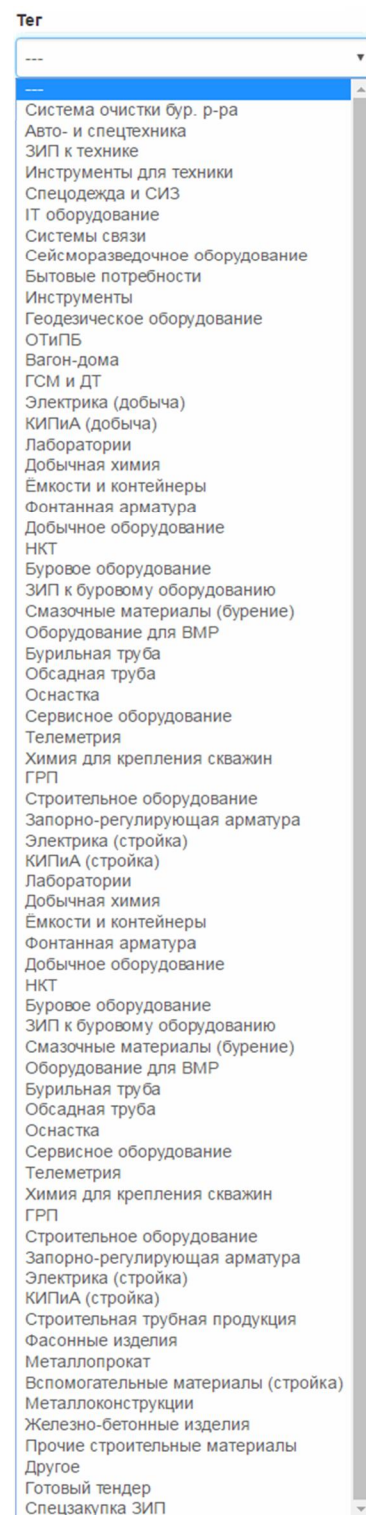 Тег
---
---
Система очистки бур. р-ра
Авто- и спецтехника
ЗИП к технике
Инструменты для техники
Спецодежда и СИЗ
IT оборудование
Системы связи
Сейсморазведочное оборудование
Бытовые потребности
Инструменты
Геодезическое оборудование
ОТиПБ
Вагон-дома
ГСМ и ДТ
Электрика (добыча)
КИПиА (добыча)
Лаборатории
Добычная химия
Ёмкости и контейнеры
Фонтанная арматура
Добычное оборудование
НКТ
Буровое оборудование
ЗИП к буровому оборудованию
Смазочные материалы (бурение)
Оборудование для ВМР
Бурильная труба
Обсадная труба
Оснастка
Сервисное оборудование
Телеметрия
Химия для крепления скважин
ГРП
Строительное оборудование
Запорно-регулирующая арматура
Электрика (стройка)
КИПиА (стройка)
Лаборатории
Добычная химия
Ёмкости и контейнеры
Фонтанная арматура
Добычное оборудование
НКТ
Буровое оборудование
ЗИП к буровому оборудованию
Смазочные материалы (бурение)
Оборудование для ВМР
Бурильная труба
Обсадная труба
Оснастка
Сервисное оборудование
Телеметрия
Химия для крепления скважин
ГРП
Строительное оборудование
Запорно-регулирующая арматура
Электрика (стройка)
КИПиА (стройка)
Строительная трубная продукция
Фасонные изделия
Металлопрокат
Вспомогательные материалы (стройка)
Металлоконструкции
Железно-бетонные изделия
Прочие строительные материалы
Другое
Готовый тендер
Спецзакупка ЗИП